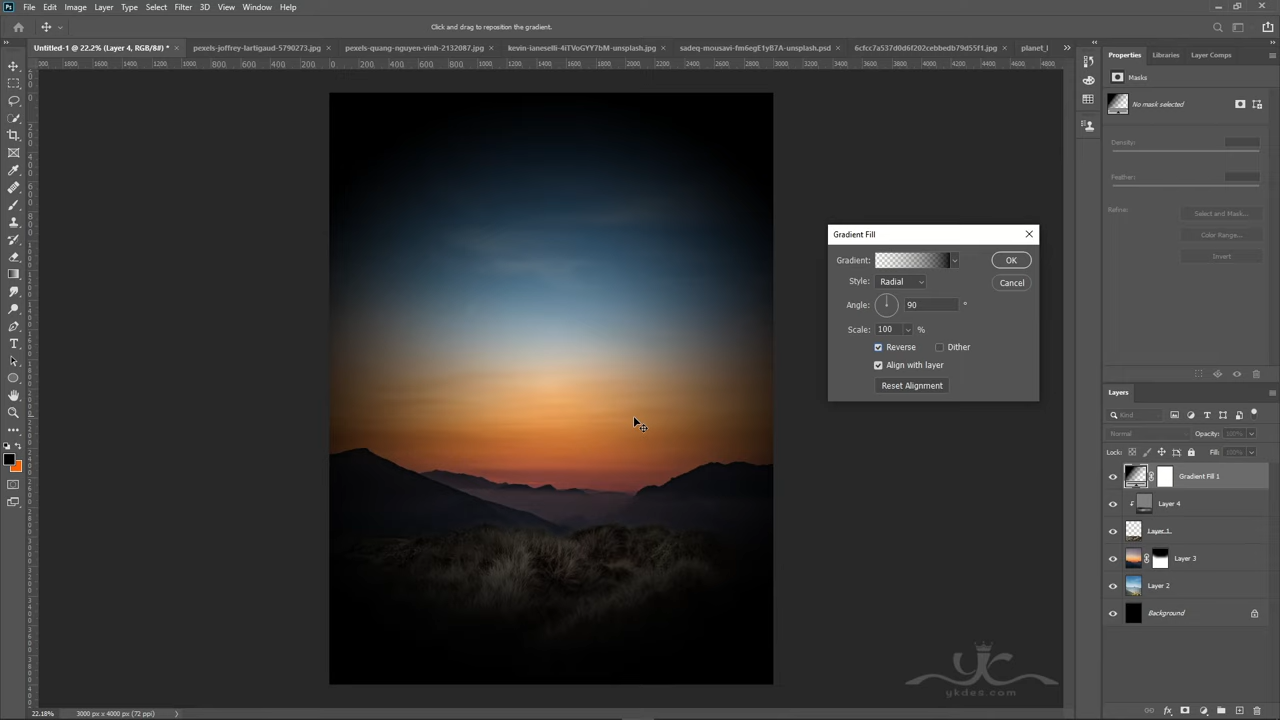 Ps File Edit Image Layer Type Select Filter 3D View Window Help
Click and drag to reposition the gradient.
Untitled-1 @ 22.2% (Layer 4, RGB/8#) * × pexels-joffrey-lartigaud-5790273.jpg × pexels-quang-nguyen-vinh-2132087.jpg × kevin-ianeselli-4iTVoGYY7bM-unsplash.jpg × sadeq-mousavi-fm6egE1yB7A-unsplash.psd × 6cfcc7a537d0d6f202cebbedb79d55f1.jpg ×
Properties Libraries Layer Comps
Masks
No mask selected
Density:
Feather:
Refine:
Select and Mask...
Color Range...
Invert
Gradient Fill
Gradient:
OK
Style: Radial
Cancel
Angle: 90 °
Scale: 100 %
Reverse Dither
Align with layer
Reset Alignment
Layers
Kind
Normal Opacity: 100%
Lock: Fill: 100%
Gradient Fill 1
Layer 4
Layer 1
Layer 3
Layer 2
Background
ykdes.com
22.18% 3000 px x 4000 px (72 ppi)